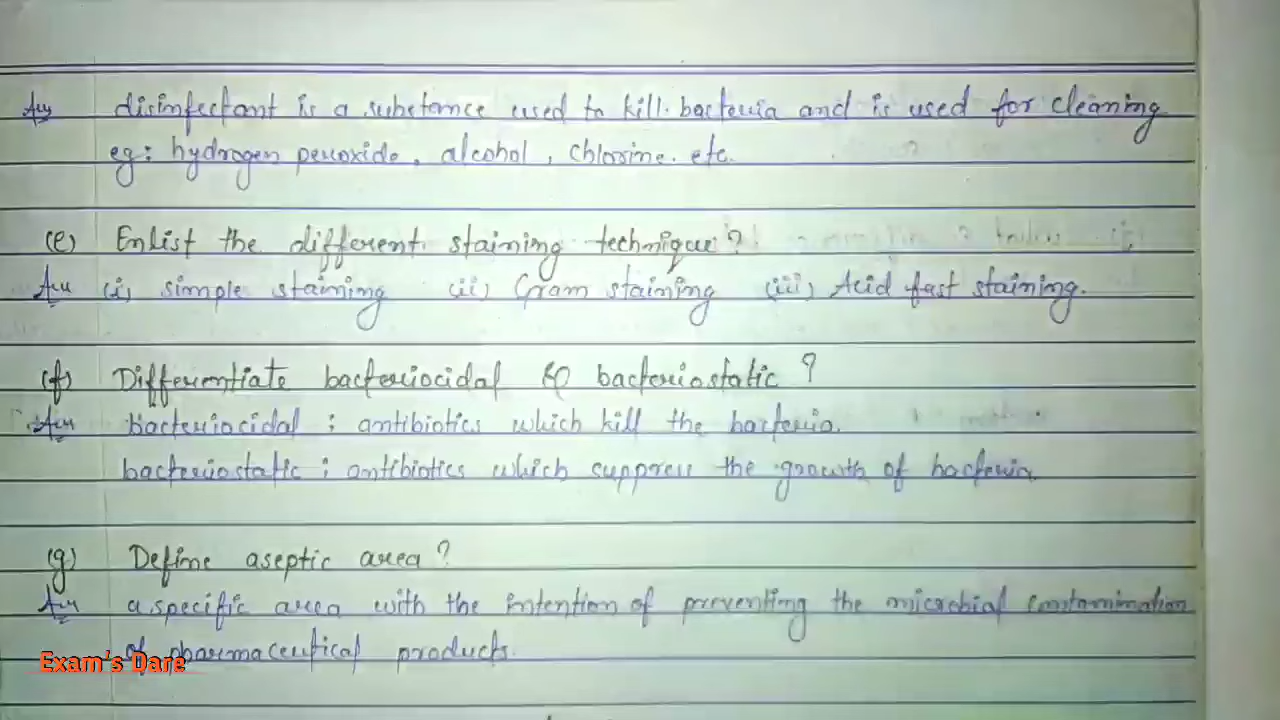 Ans disinfectant is a substance used to kill bacteria and is used for cleaning
eg: hydrogen peroxide, alcohol, chlorine. etc.
(e) Enlist the different staining technique?
Ans (i) simple staining (ii) Gram staining (iii) Acid fast staining.
(f) Differentiate bacteriocidal & bacteriostatic ?
Ans Bacteriocidal : antibiotics which kill the bacteria.
bacteriostatic : antibiotics which suppress the growth of bacteria
(g) Define aseptic area ?
Ans a specific area with the intention of preventing the microbial contamination
of pharmaceutical products.
Exam's Dare